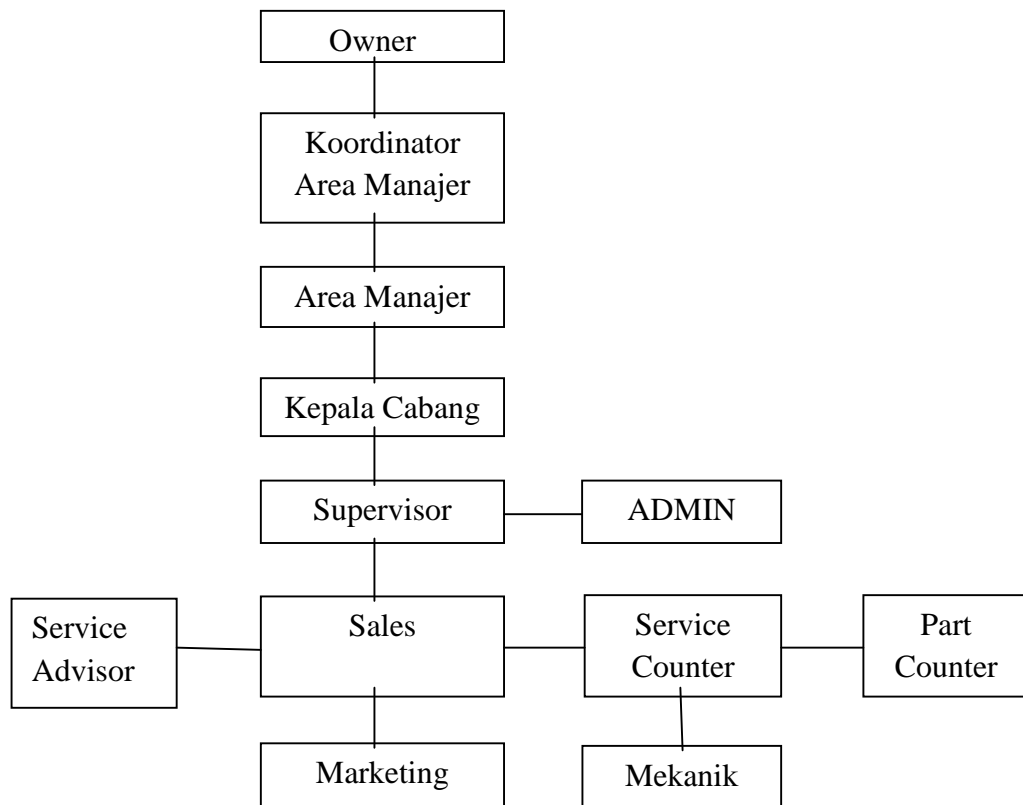 Owner
Koordinator
Area Manajer
Area Manajer
Kepala Cabang
Supervisor
ADMIN
Service
Advisor
Sales
Service
Counter
Part
Counter
Marketing
Mekanik